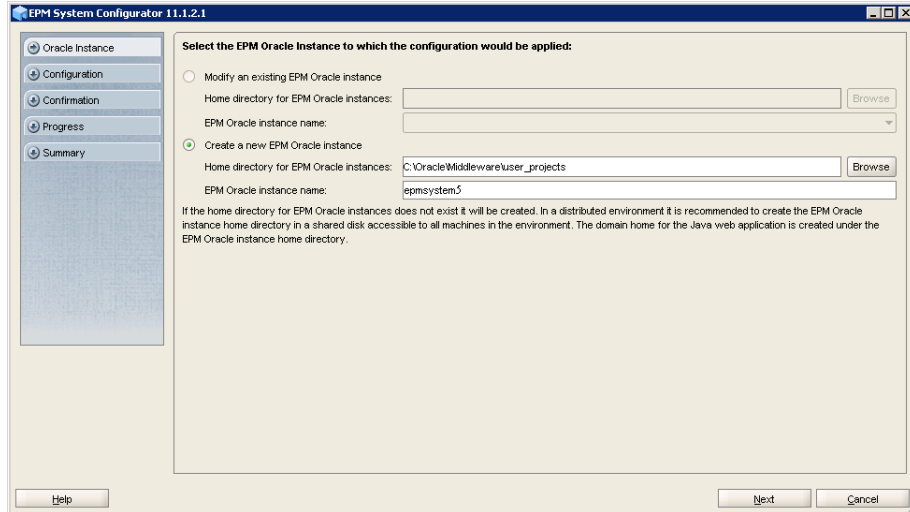 EPM System Configurator 11.1.2.1
Oracle Instance
Configuration
Confirmation
Progress
Summary
Select the EPM Oracle Instance to which the configuration would be applied:
Modify an existing EPM Oracle instance
Home directory for EPM Oracle instances:
Browse
EPM Oracle instance name:
Create a new EPM Oracle instance
Home directory for EPM Oracle instances: C:\Oracle\Middleware\user_projects Browse
EPM Oracle instance name: epmsystem5
If the home directory for EPM Oracle instances does not exist it will be created. In a distributed environment it is recommended to create the EPM Oracle
instance home directory in a shared disk accessible to all machines in the environment. The domain home for the Java web application is created under the
EPM Oracle instance home directory.
Help Next Cancel